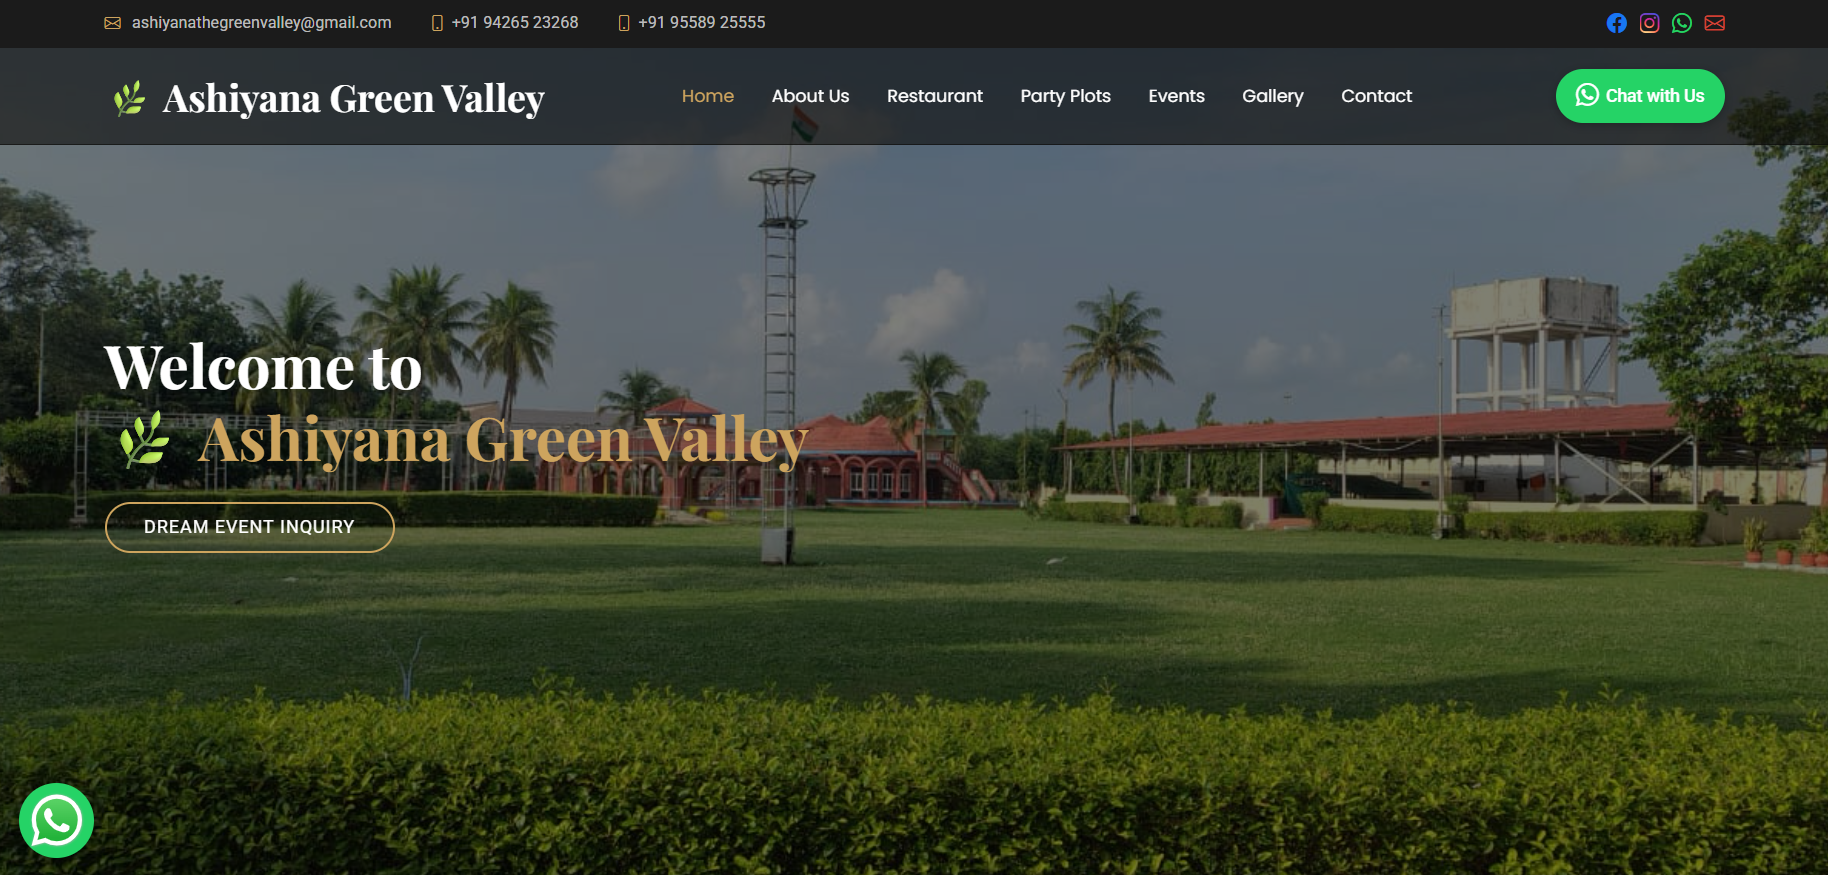 ashiyanathegreenvalley@gmail.com +91 94265 23268 +91 95589 25555
Ashiyana Green Valley Home About Us Restaurant Party Plots Events Gallery Contact Chat with Us
Welcome to
Ashiyana Green Valley
DREAM EVENT INQUIRY